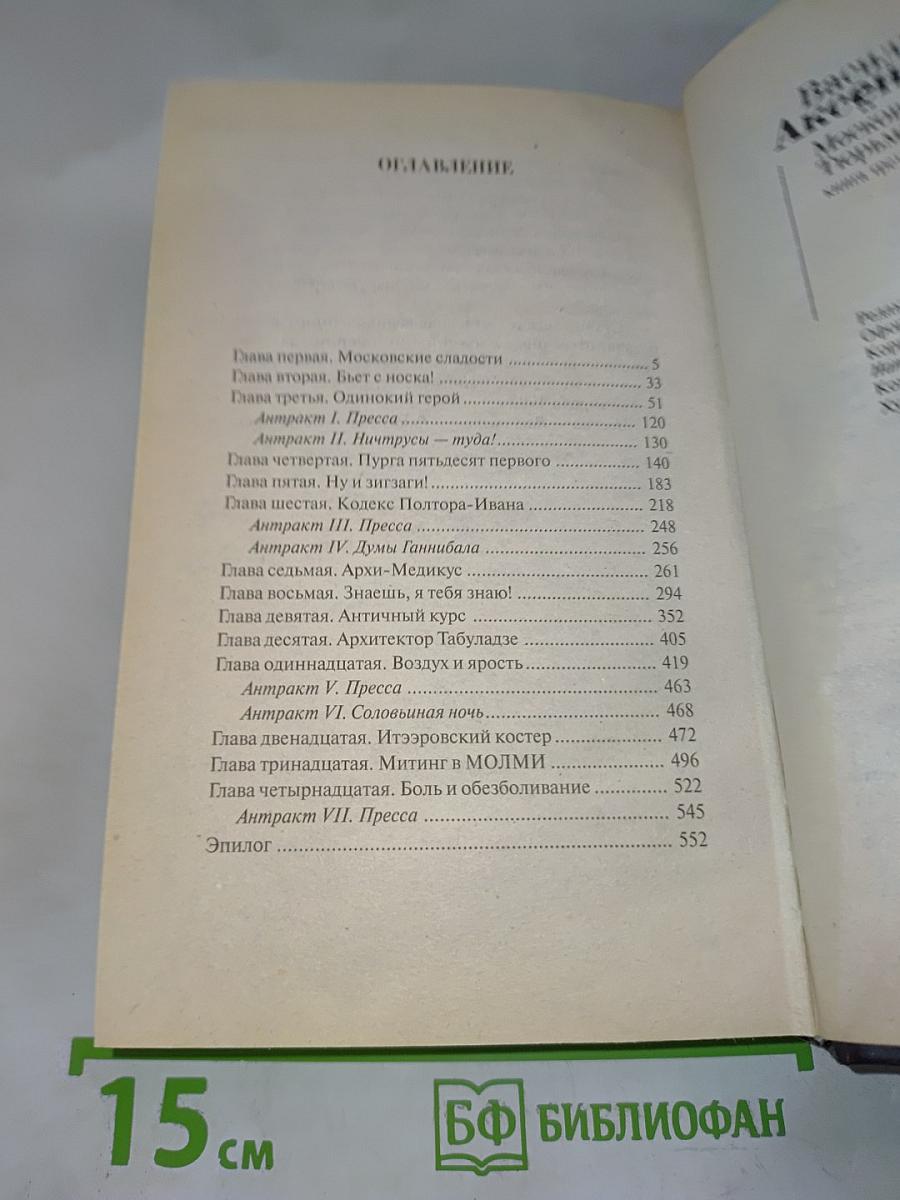 ОГЛАВЛЕНИЕ
Глава первая. Московские сладости ........ 5
Глава вторая. Бьет с носка! ........ 33
Глава третья. Одинокий герой ........ 51
Антракт I. Пресса ........ 120
Антракт II. Ничтрусы — туда! ........ 130
Глава четвертая. Пурга пятьдесят первого ........ 140
Глава пятая. Ну и зигзаги! ........ 183
Глава шестая. Кодекс Полтора-Ивана ........ 218
Антракт III. Пресса ........ 248
Антракт IV. Думы Ганнибала ........ 256
Глава седьмая. Архи-Медикус ........ 261
Глава восьмая. Знаешь, я тебя знаю! ........ 294
Глава девятая. Античный курс ........ 352
Глава десятая. Архитектор Табуладзе ........ 405
Глава одиннадцатая. Воздух и ярость ........ 419
Антракт V. Пресса ........ 463
Антракт VI. Соловьиная ночь ........ 468
Глава двенадцатая. Итээровский костер ........ 472
Глава тринадцатая. Митинг в МОЛМИ ........ 496
Глава четырнадцатая. Боль и обезболивание ........ 522
Антракт VII. Пресса ........ 545
Эпилог ........ 552
15 см
БФ БИБЛИОФАН